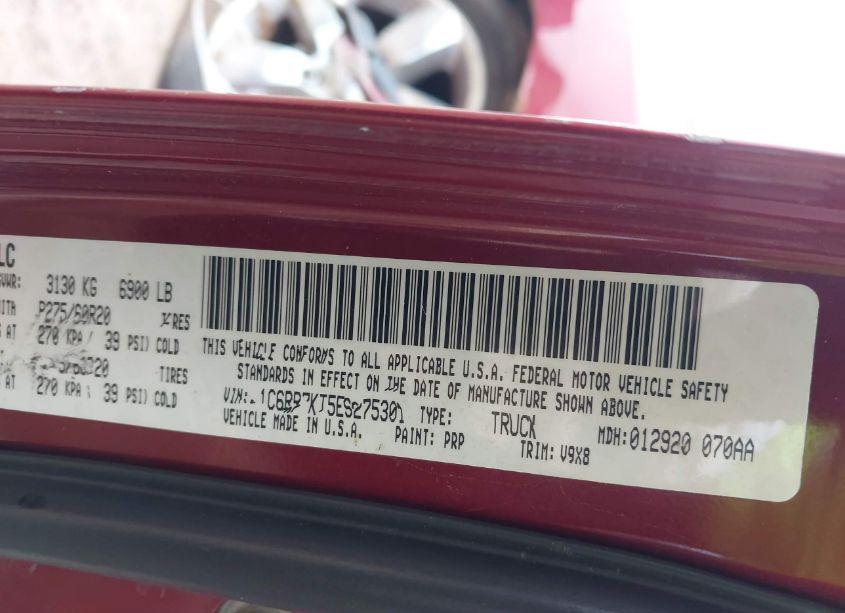 LC
GVWR: 3130 KG 6900 LB
WITH P275/60R20
TIRES
S AT 270 KPA/ 39 PSI) COLD
TIRES
AT 270 KPA( 39 PSI) COLD
THIS VEHICLE CONFORMS TO ALL APPLICABLE U.S.A. FEDERAL MOTOR VEHICLE SAFETY
STANDARDS IN EFFECT ON THE DATE OF MANUFACTURE SHOWN ABOVE.
VIN: TYPE: TRUCK MDH:012920 070AA
VEHICLE MADE IN U.S.A. PAINT: PRP TRIM: V9X8